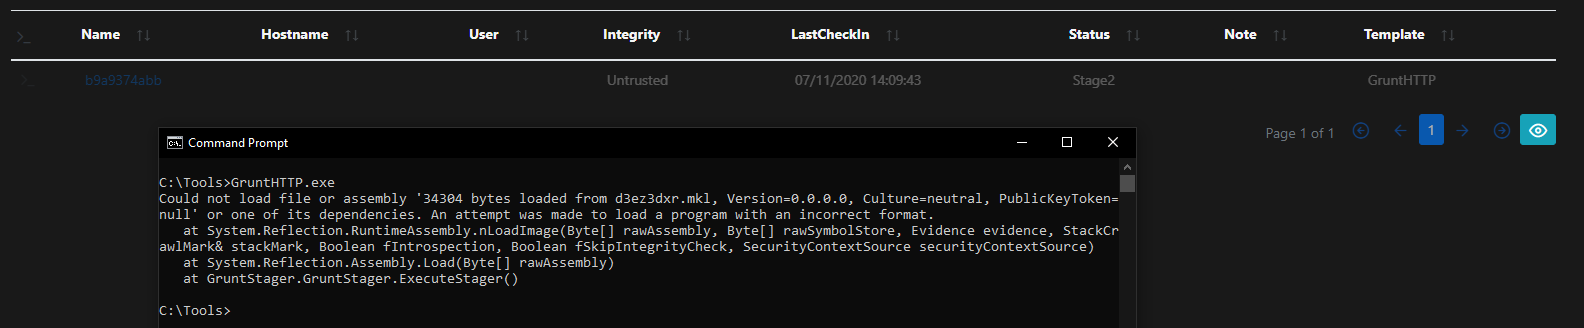 Name Hostname User Integrity LastCheckIn Status Note Template
b9a9374abb Untrusted 07/11/2020 14:09:43 Stage2 GruntHTTP
Page 1 of 1 1
Command Prompt
C:\Tools>GruntHTTP.exe
Could not load file or assembly '34304 bytes loaded from d3ez3dxr.mkl, Version=0.0.0.0, Culture=neutral, PublicKeyToken=
null' or one of its dependencies. An attempt was made to load a program with an incorrect format.
at System.Reflection.RuntimeAssembly.nLoadImage(Byte[] rawAssembly, Byte[] rawSymbolStore, Evidence evidence, StackCr
awlMark& stackMark, Boolean fIntrospection, Boolean fSkipIntegrityCheck, SecurityContextSource securityContextSource)
at System.Reflection.Assembly.Load(Byte[] rawAssembly)
at GruntStager.GruntStager.ExecuteStager()
C:\Tools>